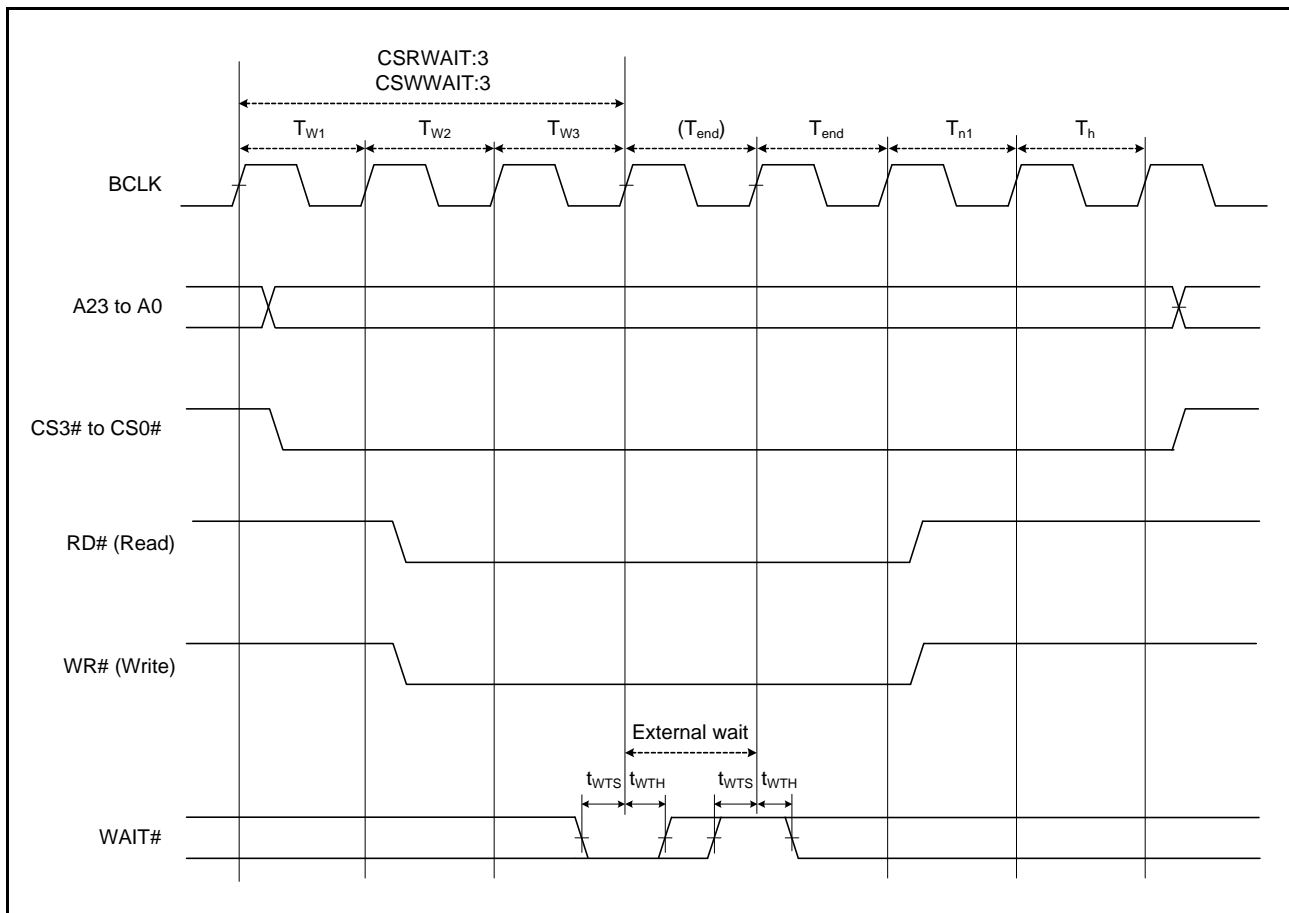 CSRWAIT:3
CSWWAIT:3
TW1 TW2 TW3 (Tend) Tend Tn1 Th
BCLK
A23 to A0
CS3# to CS0#
RD# (Read)
WR# (Write)
External wait
tWTS tWTH tWTS tWTH
WAIT#